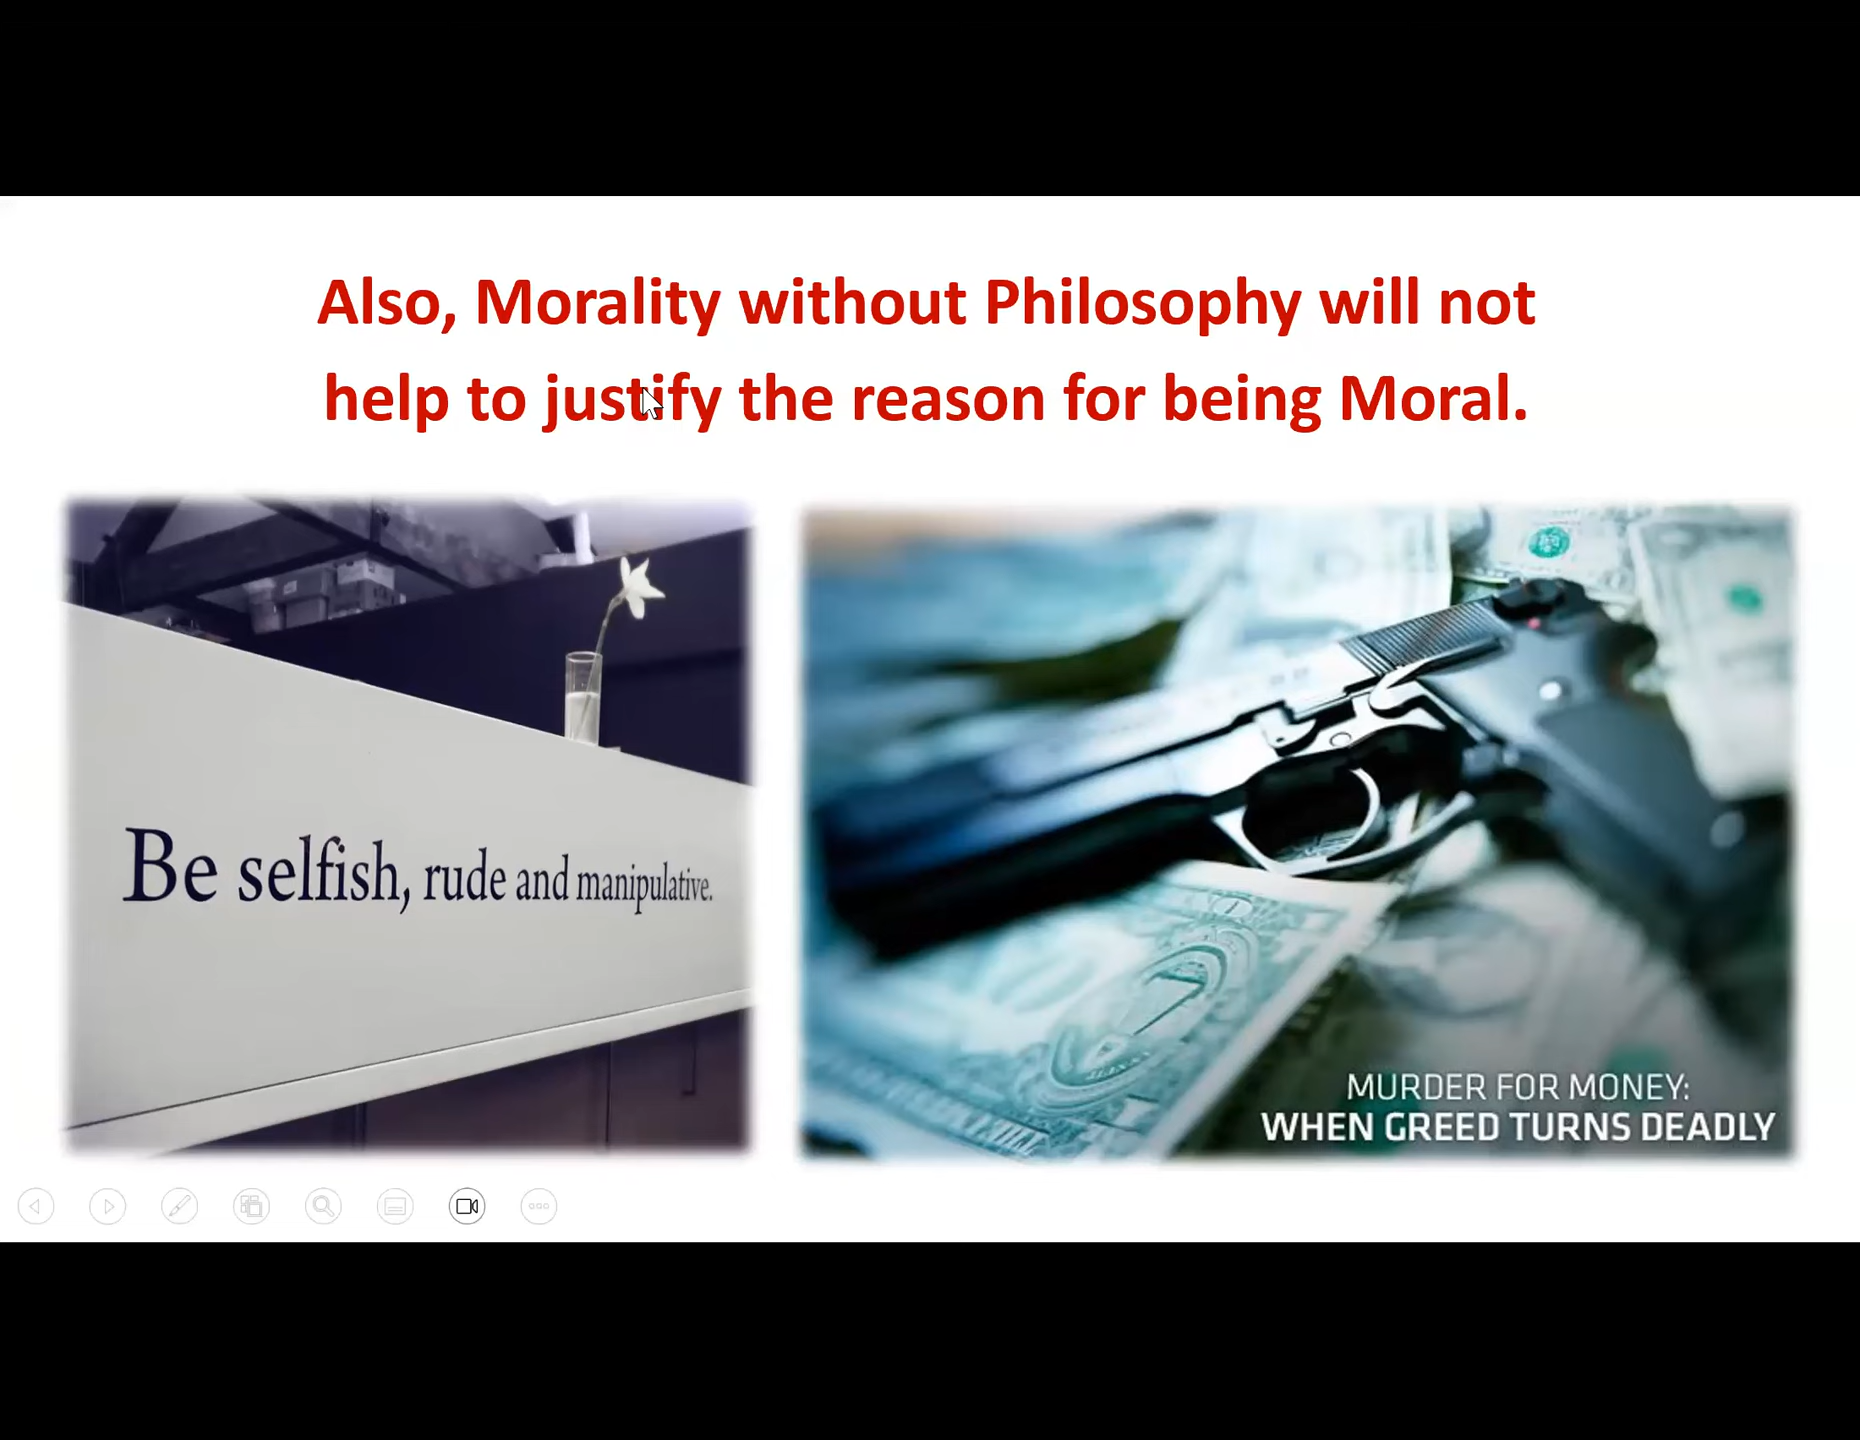 Also, Morality without Philosophy will not
help to justify the reason for being Moral.
Be selfish, rude and manipulative.
MURDER FOR MONEY:
WHEN GREED TURNS DEADLY